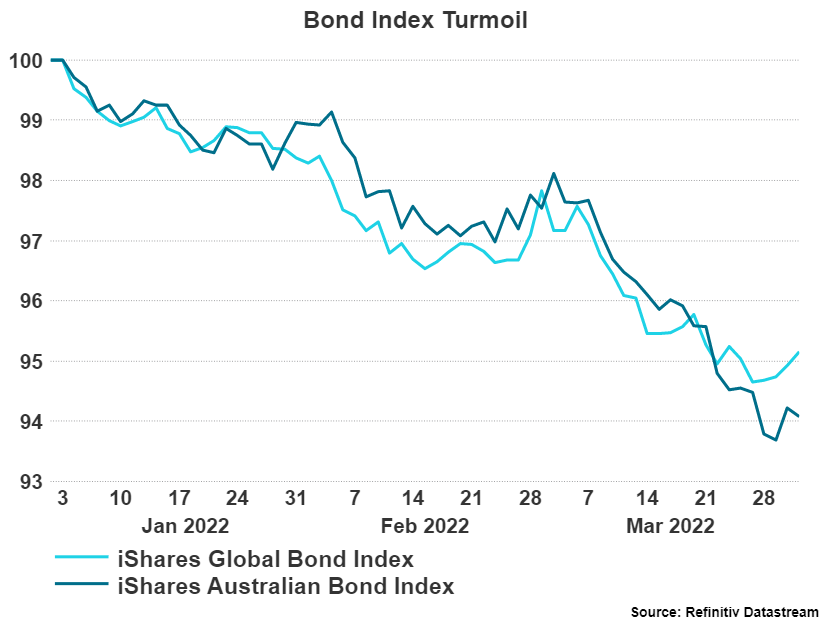 Bond Index Turmoil
100
99
98
97
96
95
94
93
3 10 17 24 31 7 14 21 28 7 14 21 28
Jan 2022 Feb 2022 Mar 2022
iShares Global Bond Index
iShares Australian Bond Index
Source: Refinitiv Datastream